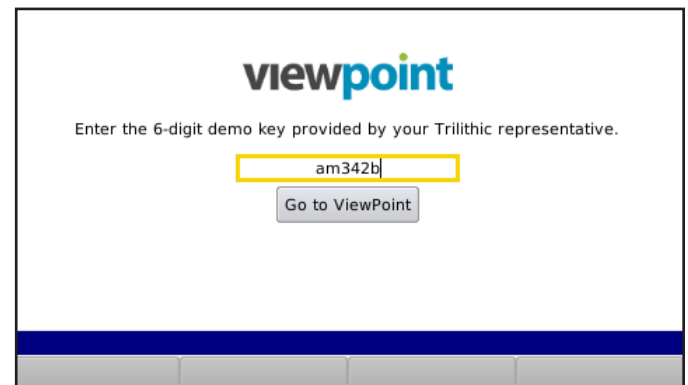 viewpoint
Enter the 6-digit demo key provided by your Trilithic representative.
am342b
Go to ViewPoint